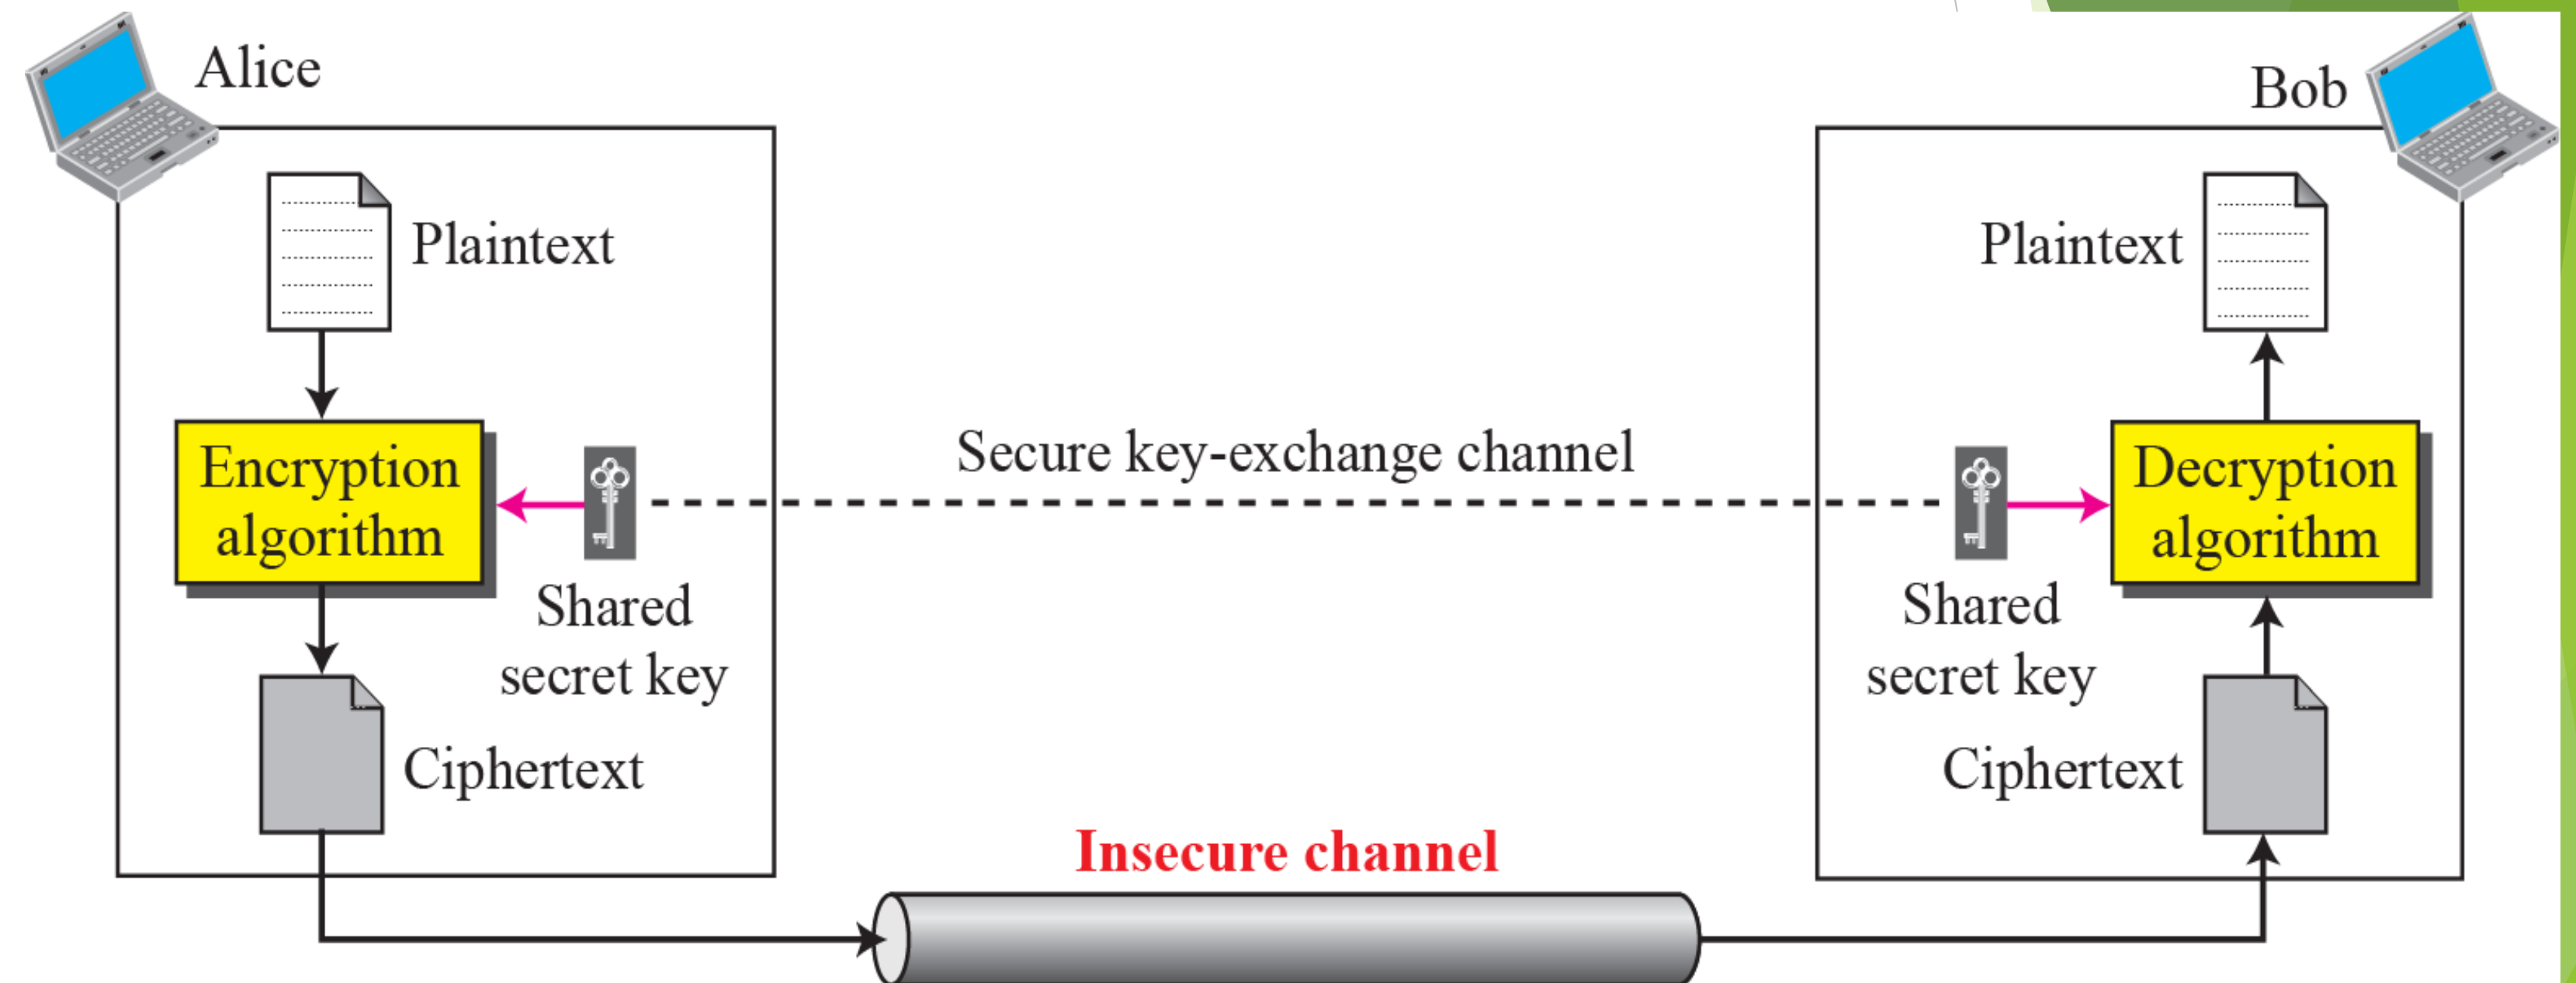 Alice
Bob
Plaintext
Plaintext
Encryption
algorithm
Shared
secret key
Secure key-exchange channel
Decryption
algorithm
Shared
secret key
Ciphertext
Ciphertext
Insecure channel